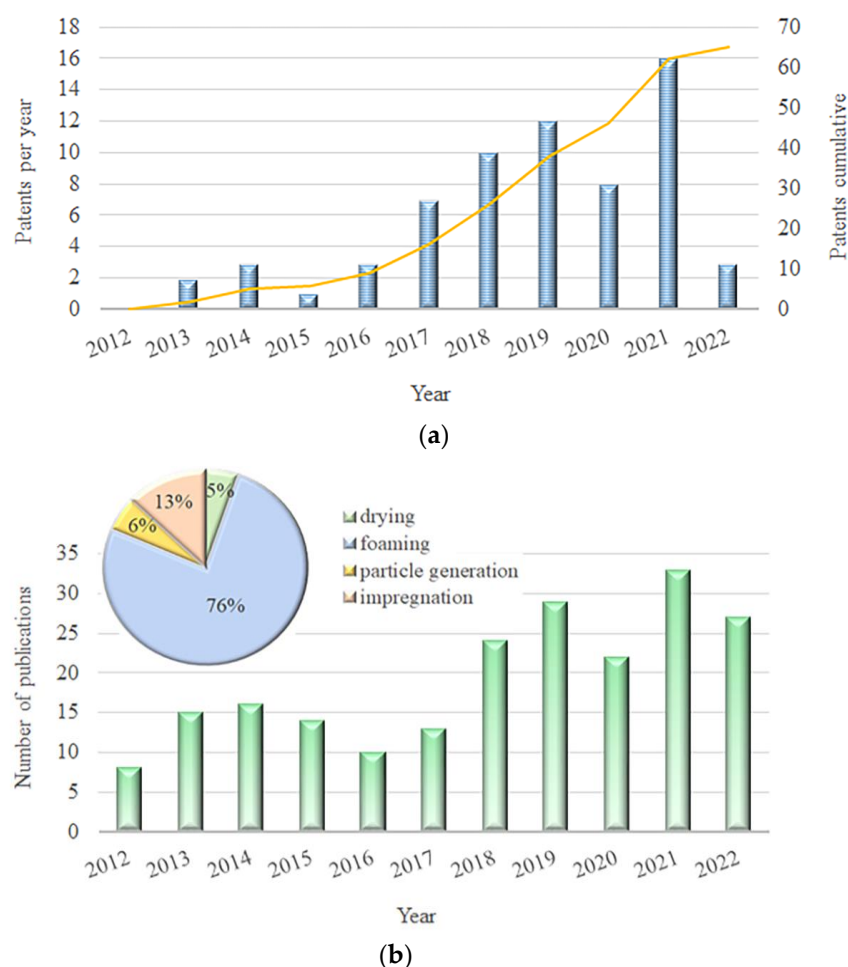 18 70
16 60
14 50
12
10 40
8 30
6 20
4
2 10
0 0
Patents per year
Patents cumulative
2012 2013 2014 2015 2016 2017 2018 2019 2020 2021 2022
Year
(a)
5%
13%
6%
76%
drying
foaming
particle generation
impregnation
35
30
25
20
15
10
5
0
Number of publications
2012 2013 2014 2015 2016 2017 2018 2019 2020 2021 2022
Year
(b)